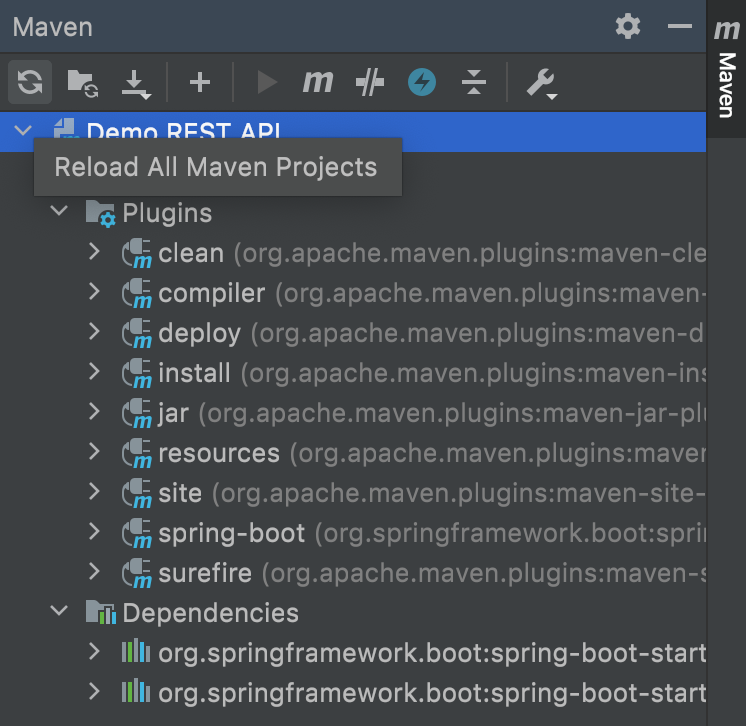 Maven
Maven
Demo REST API
Reload All Maven Projects
Plugins
clean (org.apache.maven.plugins:maven-cle
compiler (org.apache.maven.plugins:maven-
deploy (org.apache.maven.plugins:maven-d
install (org.apache.maven.plugins:maven-ins
jar (org.apache.maven.plugins:maven-jar-plu
resources (org.apache.maven.plugins:maven
site (org.apache.maven.plugins:maven-site-
spring-boot (org.springframework.boot:spri
surefire (org.apache.maven.plugins:maven-s
Dependencies
org.springframework.boot:spring-boot-start
org.springframework.boot:spring-boot-start